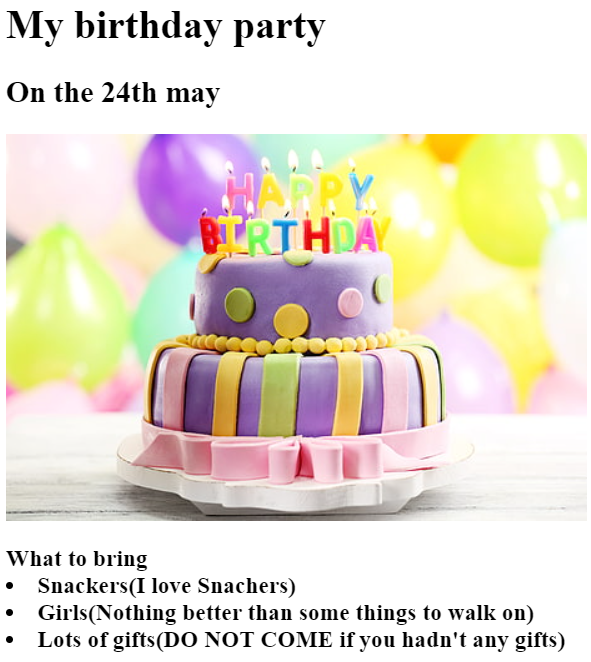 My birthday party
On the 24th may
HAPPY
BIRTHDAY
What to bring
• Snackers(I love Snachers)
• Girls(Nothing better than some things to walk on)
• Lots of gifts(DO NOT COME if you hadn't any gifts)